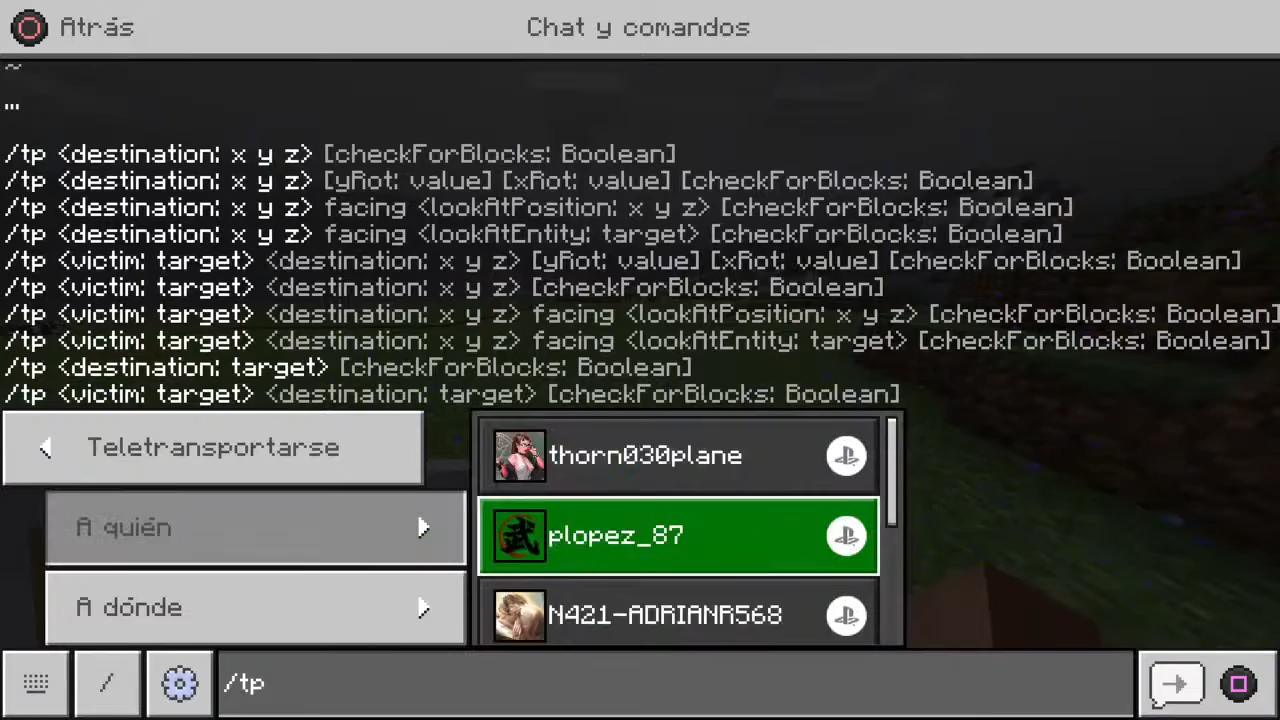 Atrás
Chat y comandos
~
...
/tp <destination: x y z> [checkForBlocks: Boolean]
/tp <destination: x y z> [yRot: value] [xRot: value] [checkForBlocks: Boolean]
/tp <destination: x y z> facing <lookAtPosition: x y z> [checkForBlocks: Boolean]
/tp <destination: x y z> facing <lookAtEntity: target> [checkForBlocks: Boolean]
/tp <victim: target> <destination: x y z> [yRot: value] [xRot: value] [checkForBlocks: Boolean]
/tp <victim: target> <destination: x y z> [checkForBlocks: Boolean]
/tp <victim: target> <destination: x y z> facing <lookAtPosition: x y z> [checkForBlocks: Boolean]
/tp <victim: target> <destination: x y z> facing <lookAtEntity: target> [checkForBlocks: Boolean]
/tp <destination: target> [checkForBlocks: Boolean]
/tp <victim: target> <destination: target> [checkForBlocks: Boolean]
Teletransportarse
thorn030plane
A quién
武
plopez_87
A dónde
N421-ADRIANR568
/
/tp